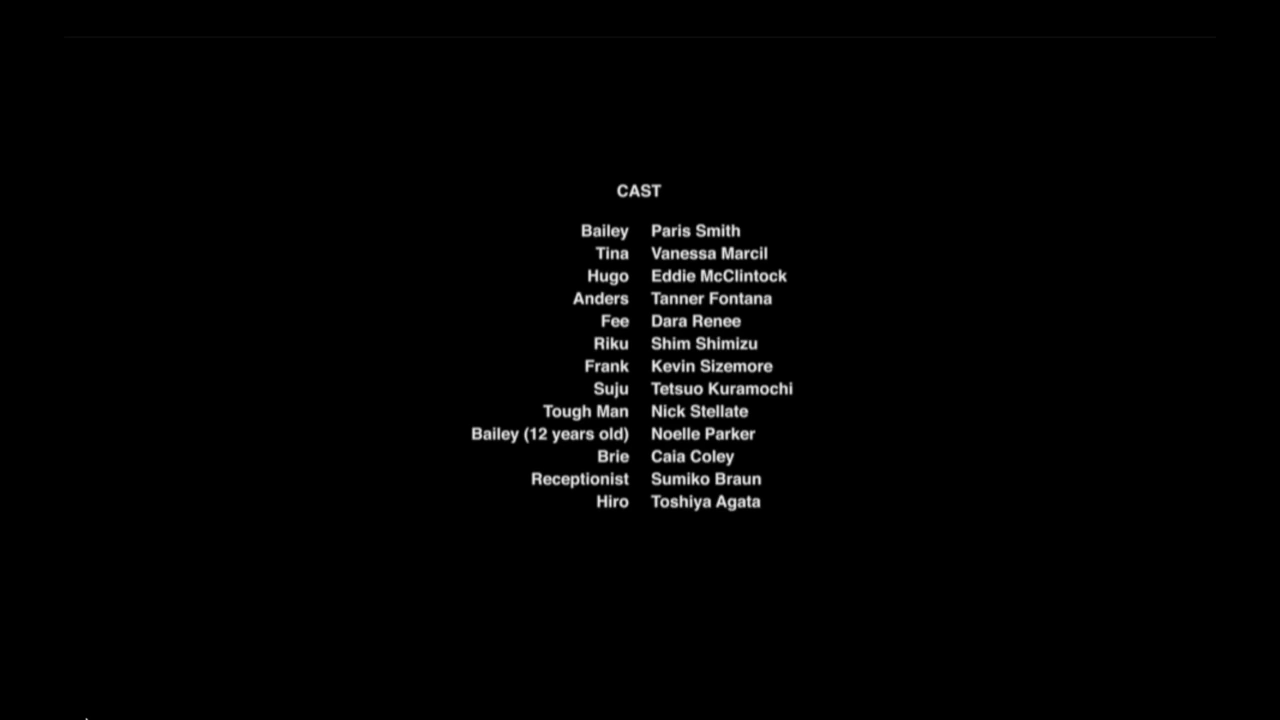 CAST
Bailey Paris Smith
Tina Vanessa Marcil
Hugo Eddie McClintock
Anders Tanner Fontana
Fee Dara Renee
Riku Shim Shimizu
Frank Kevin Sizemore
Suju Tetsuo Kuramochi
Tough Man Nick Stellate
Bailey (12 years old) Noelle Parker
Brie Caia Coley
Receptionist Sumiko Braun
Hiro Toshiya Agata